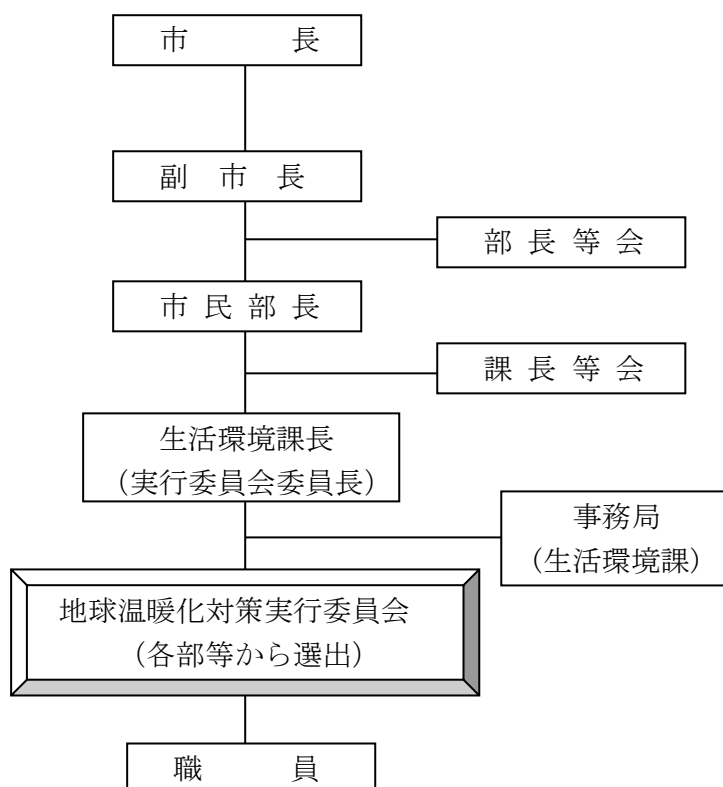 市長
副市長
部長等会
市民部長
課長等会
生活環境課長
（実行委員会委員長）
事務局
（生活環境課）
地球温暖化対策実行委員会
（各部等から選出）
職員